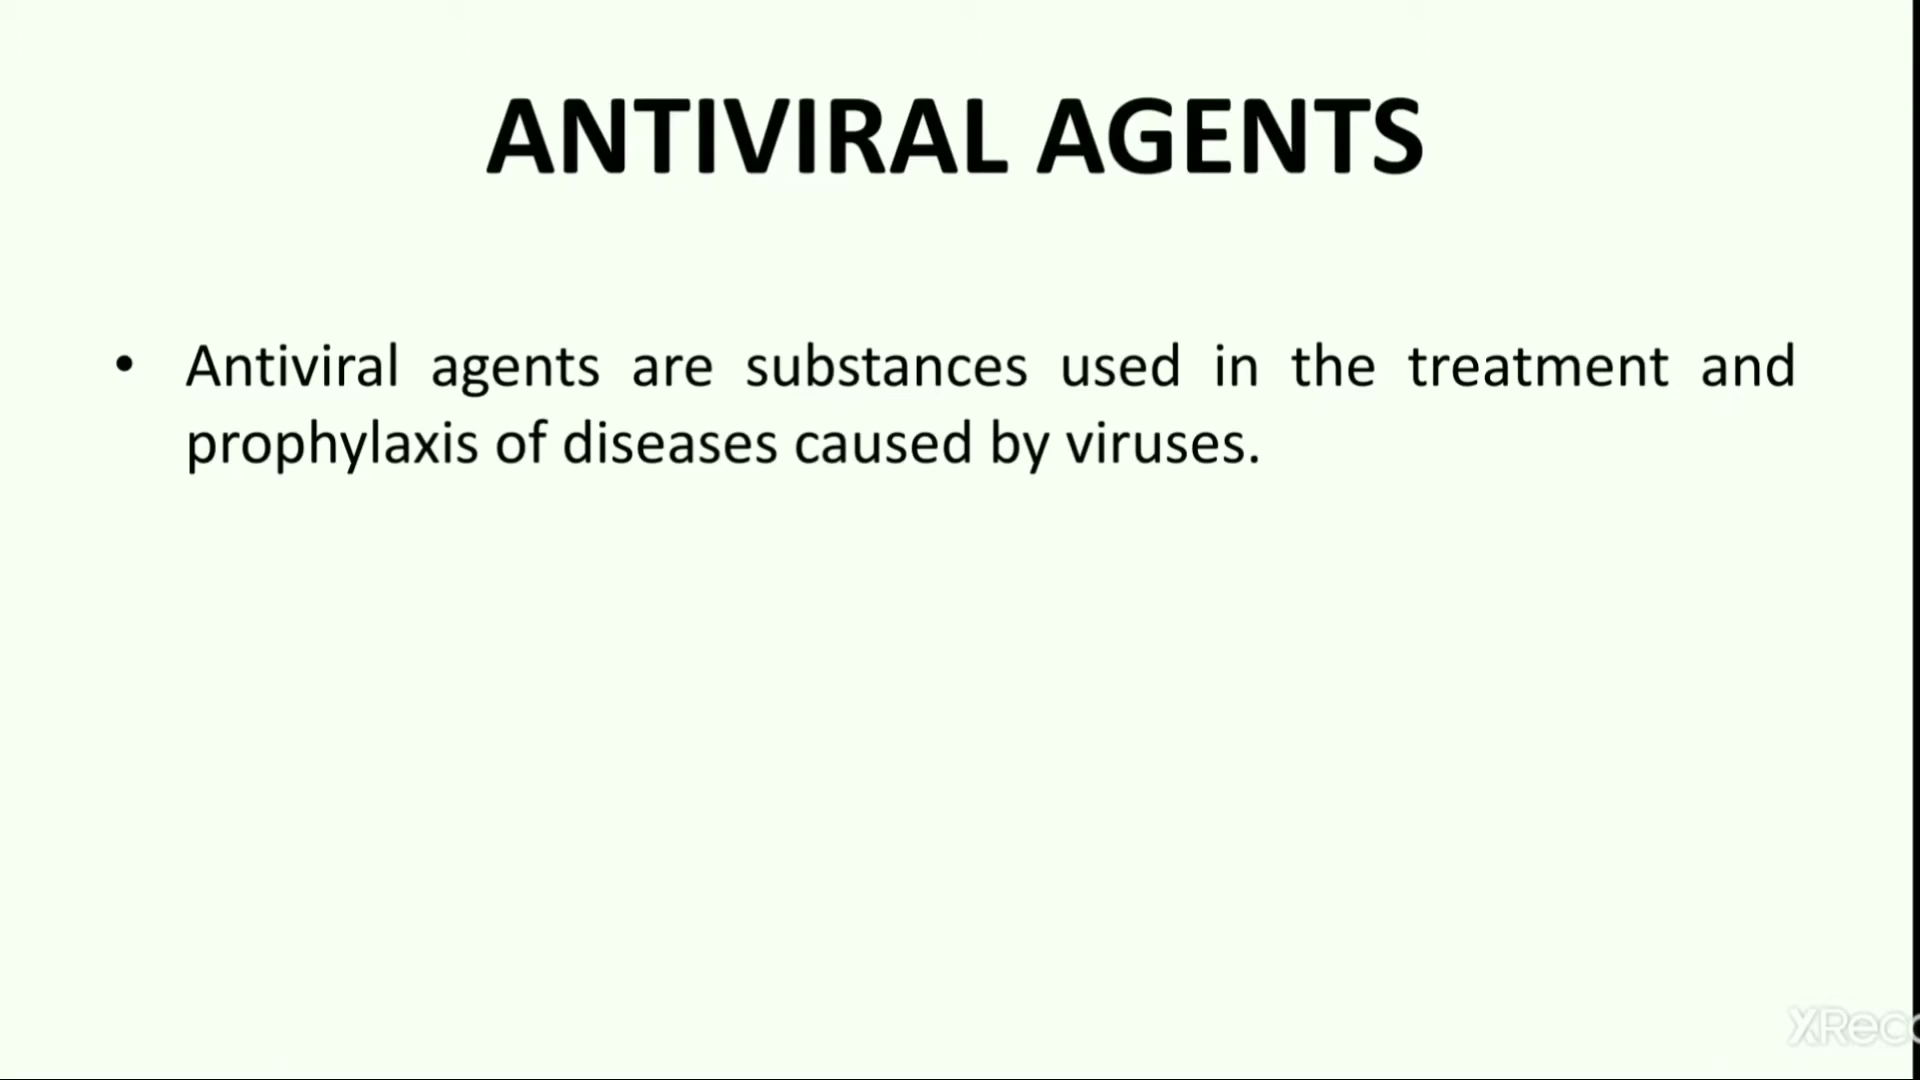 ANTIVIRAL AGENTS
• Antiviral agents are substances used in the treatment and
prophylaxis of diseases caused by viruses.